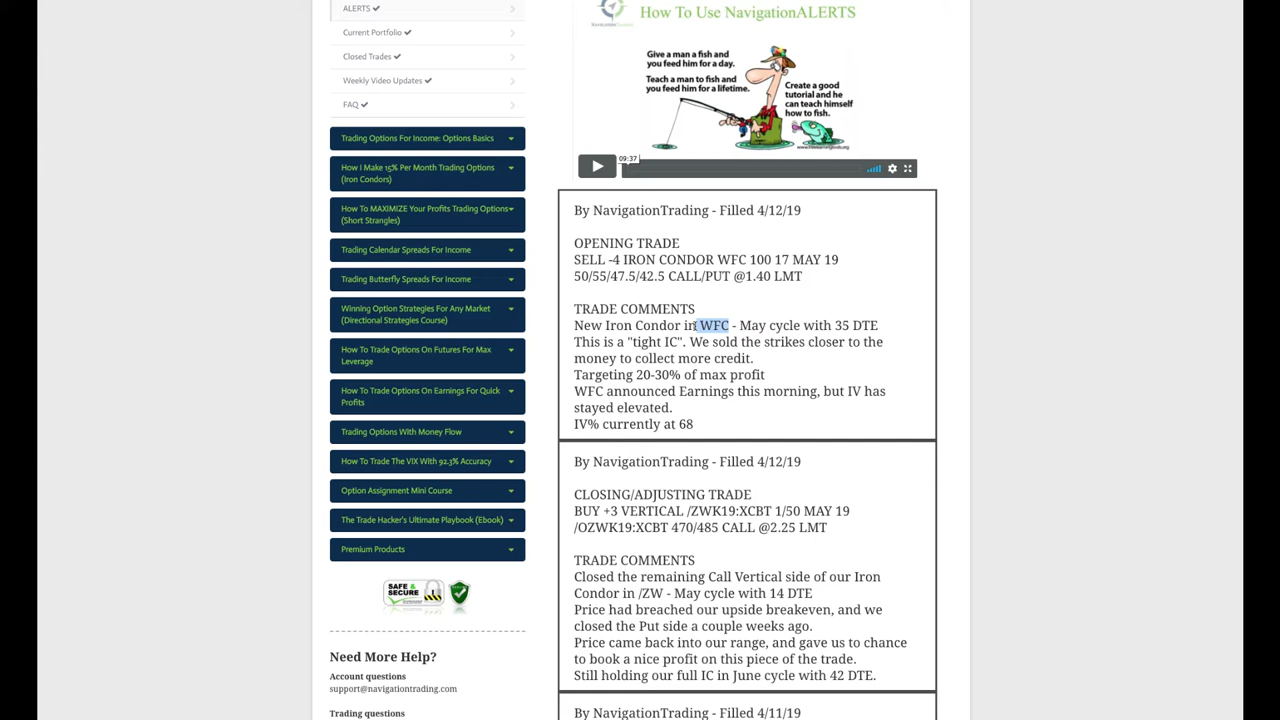 ALERTS
Current Portfolio
Closed Trades
Weekly Video Updates
FAQ
Trading Options For Income: Options Basics
How I Make 15% Per Month Trading Options
(Iron Condors)
How To MAXIMIZE Your Profits Trading Options
(Short Strangles)
Trading Calendar Spreads For Income
Trading Butterfly Spreads For Income
Winning Option Strategies For Any Market
(Directional Strategies Course)
How To Trade Options On Futures For Max
Leverage
How To Trade Options On Earnings For Quick
Profits
Trading Options With Money Flow
How To Trade The VIX With 92.3% Accuracy
Option Assignment Mini Course
The Trade Hacker's Ultimate Playbook (Ebook)
Premium Products
SAFE &
SECURE
Need More Help?
Account questions
support@navigationtrading.com
Trading questions
How To Use NavigationALERTS
Give a man a fish and
you feed him for a day.
Teach a man to fish and
you feed him for a lifetime.
Create a good
tutorial and he
can teach himself
how to fish.
09:37
By NavigationTrading - Filled 4/12/19
OPENING TRADE
SELL -4 IRON CONDOR WFC 100 17 MAY 19
50/55/47.5/42.5 CALL/PUT @1.40 LMT
TRADE COMMENTS
New Iron Condor in WFC - May cycle with 35 DTE
This is a "tight IC". We sold the strikes closer to the
money to collect more credit.
Targeting 20-30% of max profit
WFC announced Earnings this morning, but IV has
stayed elevated.
IV% currently at 68
By NavigationTrading - Filled 4/12/19
CLOSING/ADJUSTING TRADE
BUY +3 VERTICAL /ZWK19:XCBT 1/50 MAY 19
/OZWK19:XCBT 470/485 CALL @2.25 LMT
TRADE COMMENTS
Closed the remaining Call Vertical side of our Iron
Condor in /ZW - May cycle with 14 DTE
Price had breached our upside breakeven, and we
closed the Put side a couple weeks ago.
Price came back into our range, and gave us to chance
to book a nice profit on this piece of the trade.
Still holding our full IC in June cycle with 42 DTE.
By NavigationTrading - Filled 4/11/19